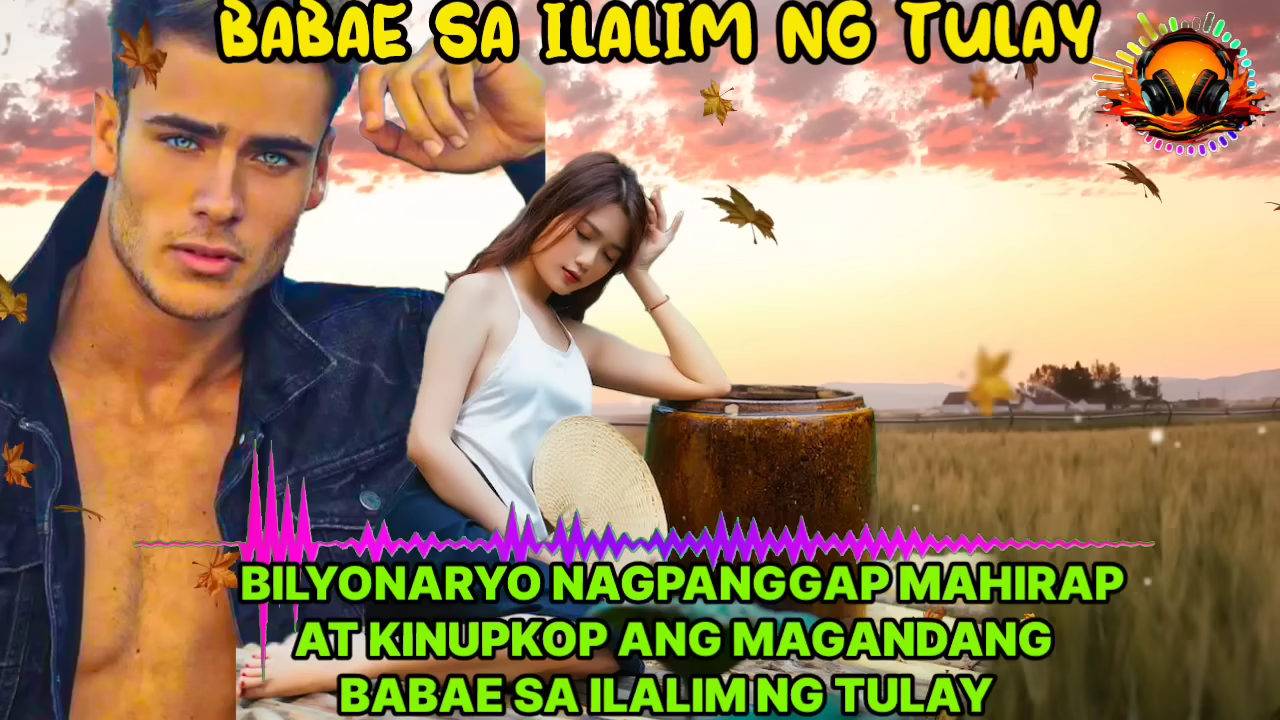 BABAE SA ILALIM NG TULAY
BILYONARYO NAGPANGGAP MAHIRAP
AT KINUPKOP ANG MAGANDANG
BABAE SA ILALIM NG TULAY